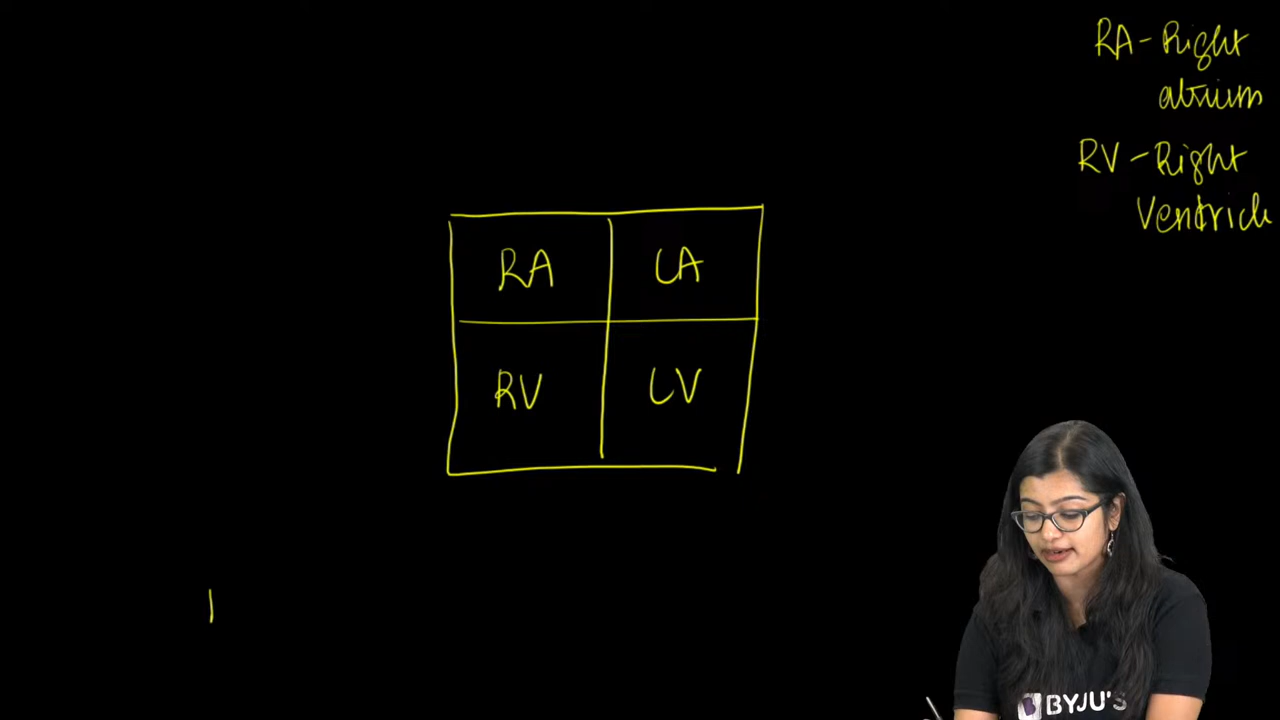 RA - Right
atrium
RV - Right
Ventricle
RA LA
RV LV
BYJU'S